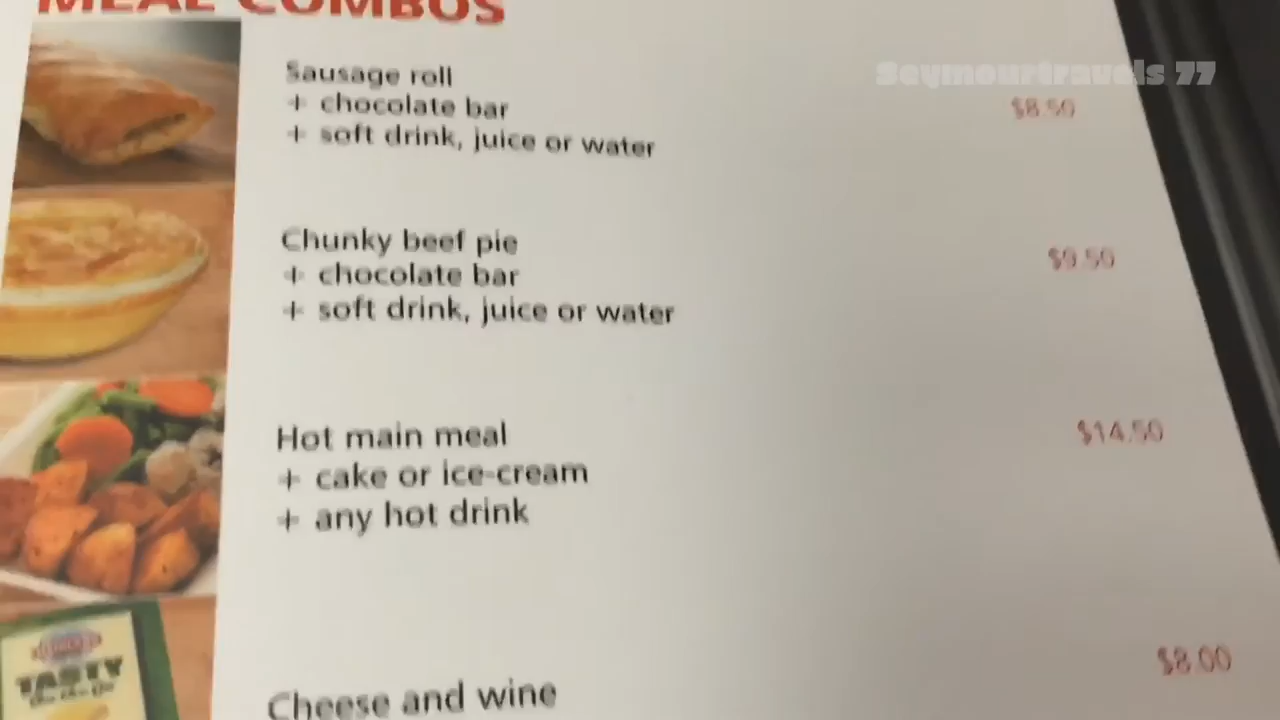 MEAL COMBOS
Seymourtravels 77
Sausage roll
+ chocolate bar
$8.50
+ soft drink, juice or water
Chunky beef pie
$9.50
+ chocolate bar
+ soft drink, juice or water
Hot main meal
$14.50
+ cake or ice-cream
+ any hot drink
TASTY
$8.00
Cheese and wine